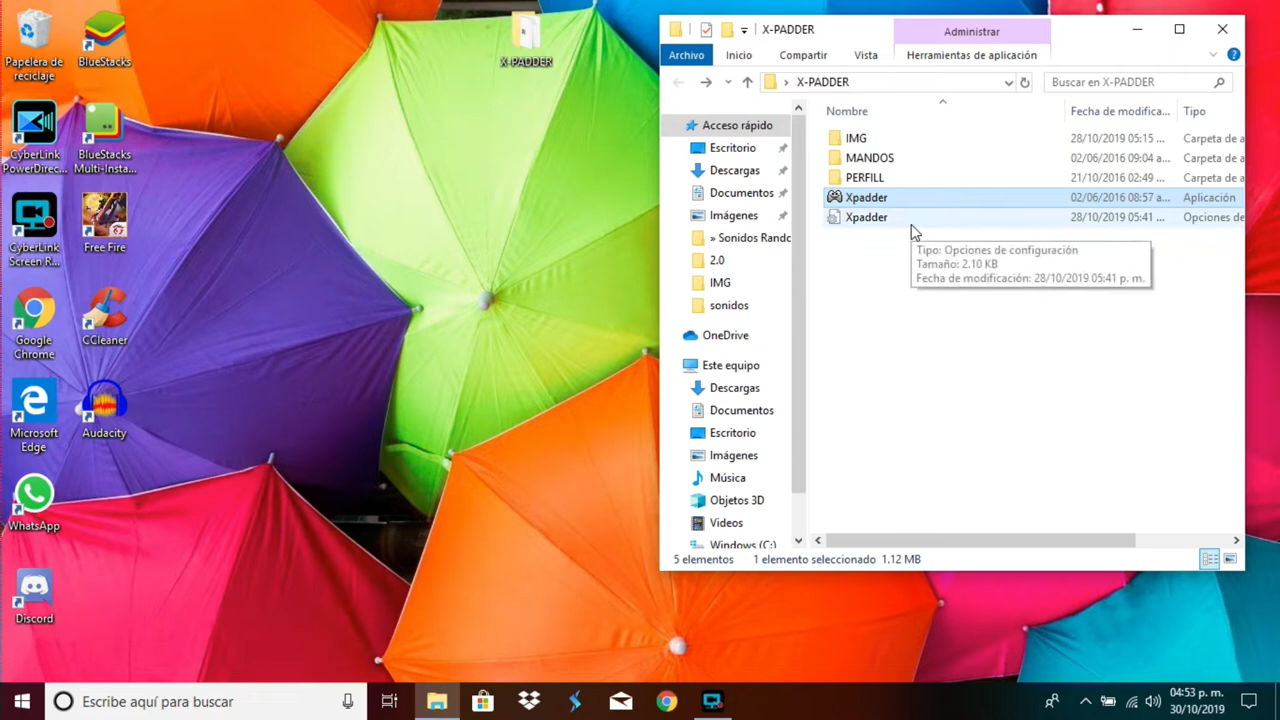 Papelera de
reciclaje
BlueStacks
X-PADDER
CyberLink
PowerDirec...
BlueStacks
Multi-Insta...
CyberLink
Screen R...
Free Fire
Google
Chrome
CCleaner
Microsoft
Edge
Audacity
WhatsApp
Discord
X-PADDER
Administrar
Archivo
Inicio
Compartir
Vista
Herramientas de aplicación
X-PADDER
Buscar en X-PADDER
Acceso rápido
Escritorio
Descargas
Documentos
Imágenes
» Sonidos Rando
2.0
IMG
sonidos
OneDrive
Este equipo
Descargas
Documentos
Escritorio
Imágenes
Música
Objetos 3D
Videos
Windows (C:)
Nombre Fecha de modifica... Tipo
IMG 28/10/2019 05:15 ... Carpeta de a
MANDOS 02/06/2016 09:04 a... Carpeta de a
PERFILL 21/10/2016 02:49 ... Carpeta de a
Xpadder 02/06/2016 08:57 a... Aplicación
Xpadder 28/10/2019 05:41 ... Opciones de
Tipo: Opciones de configuración
Tamaño: 2.10 KB
Fecha de modificación: 28/10/2019 05:41 p. m.
5 elementos 1 elemento seleccionado 1.12 MB
Escribe aquí para buscar
04:53 p. m.
30/10/2019